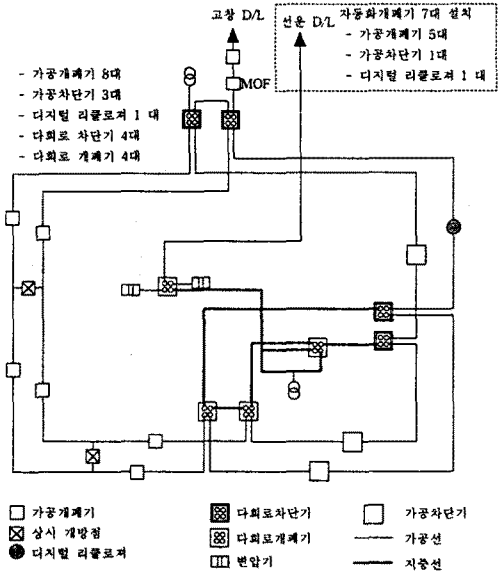 고창 D/L
선운 D/L
자동화개폐기 7대 설치
- 가공개폐기 5대
- 가공차단기 1대
- 디지털 리클로져 1 대
- 가공개폐기 8대
- 가공차단기 3대
- 디지털 리클로져 1 대
- 다회로 차단기 4대
- 다회로 개폐기 4대
MOF
가공개폐기
상시 개방점
디지털 리클로져
다회로차단기
다회로개폐기
변압기
가공차단기
가공선
지중선